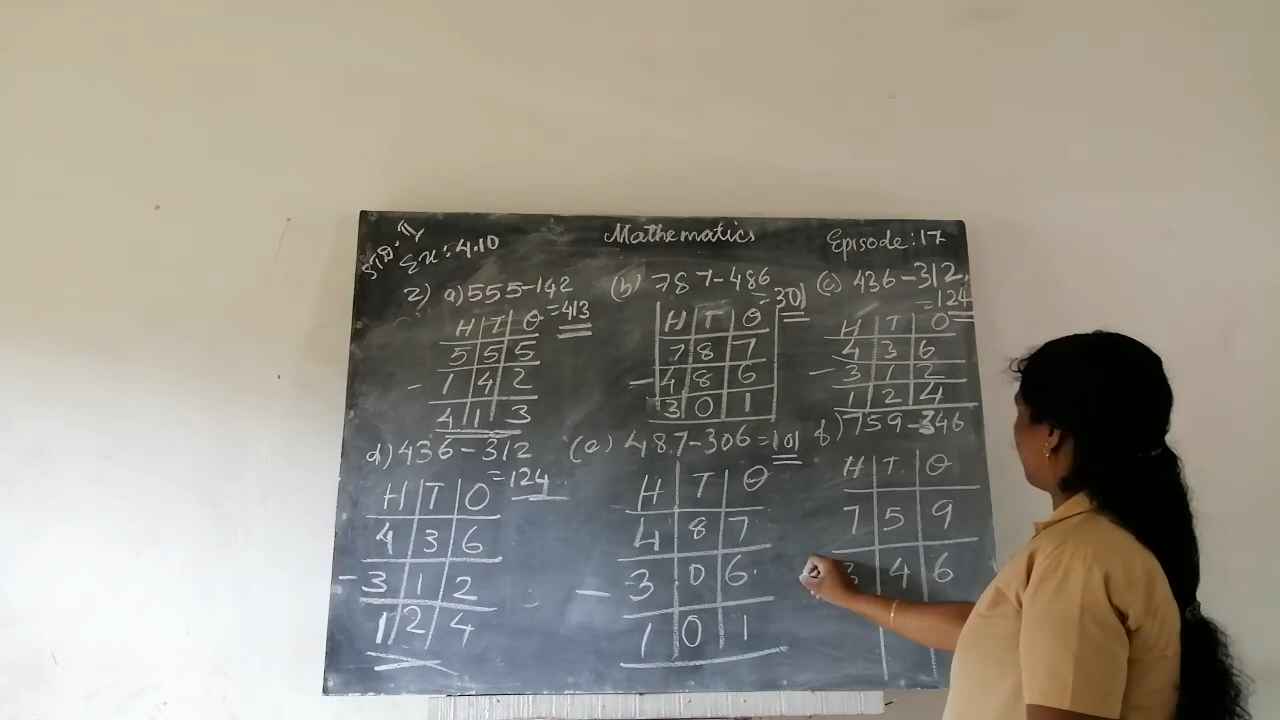 STD: IV
Ex: 4.10
Mathematics
Episode: 17
2) a) 555-142
= 413
H T O
5 5 5
- 1 4 2
4 1 3
(b) 787-486
= 301
H T O
7 8 7
- 4 8 6
3 0 1
(c) 436-312
= 124
H T O
4 3 6
- 3 1 2
1 2 4
d) 436-312
= 124
H T O
4 3 6
- 3 1 2
1 2 4
(e) 487-306 = 101
H T O
4 8 7
- 3 0 6
1 0 1
f) 759-346
H T O
7 5 9
3 4 6